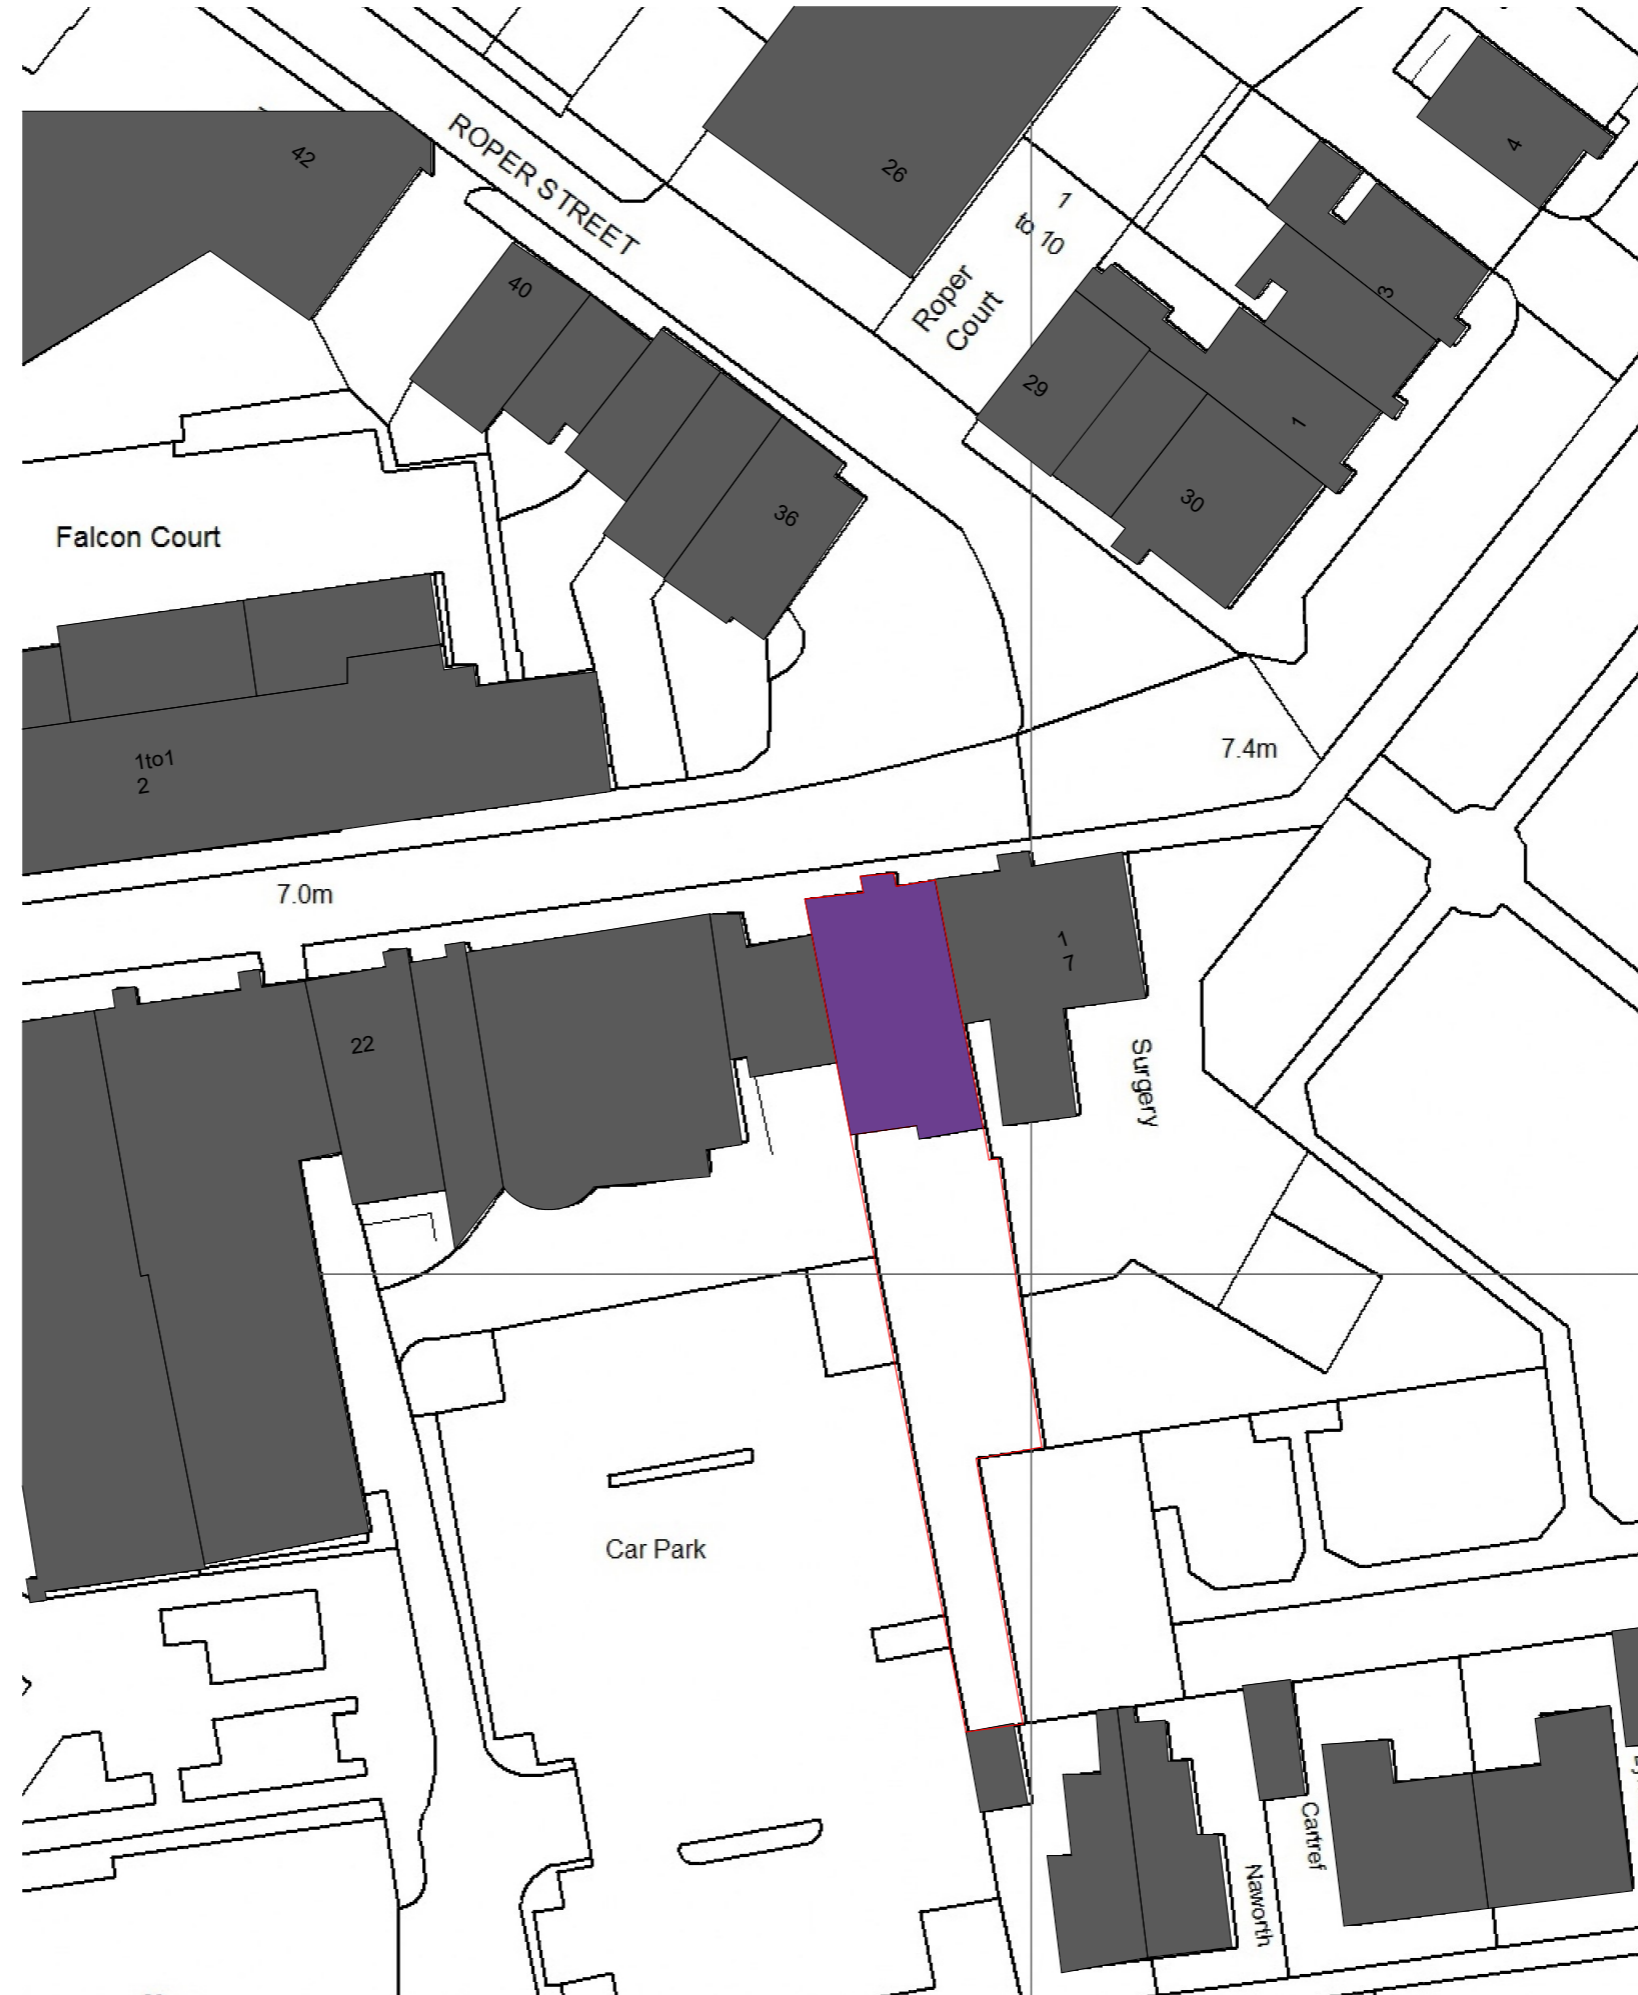 42
ROPER STREET
26
4
1
to 10
Roper
Court
40
3
29
1
30
36
Falcon Court
1to1
2
7.4m
7.0m
1
7
22
Surgery
Car Park
Cartref
Naworth